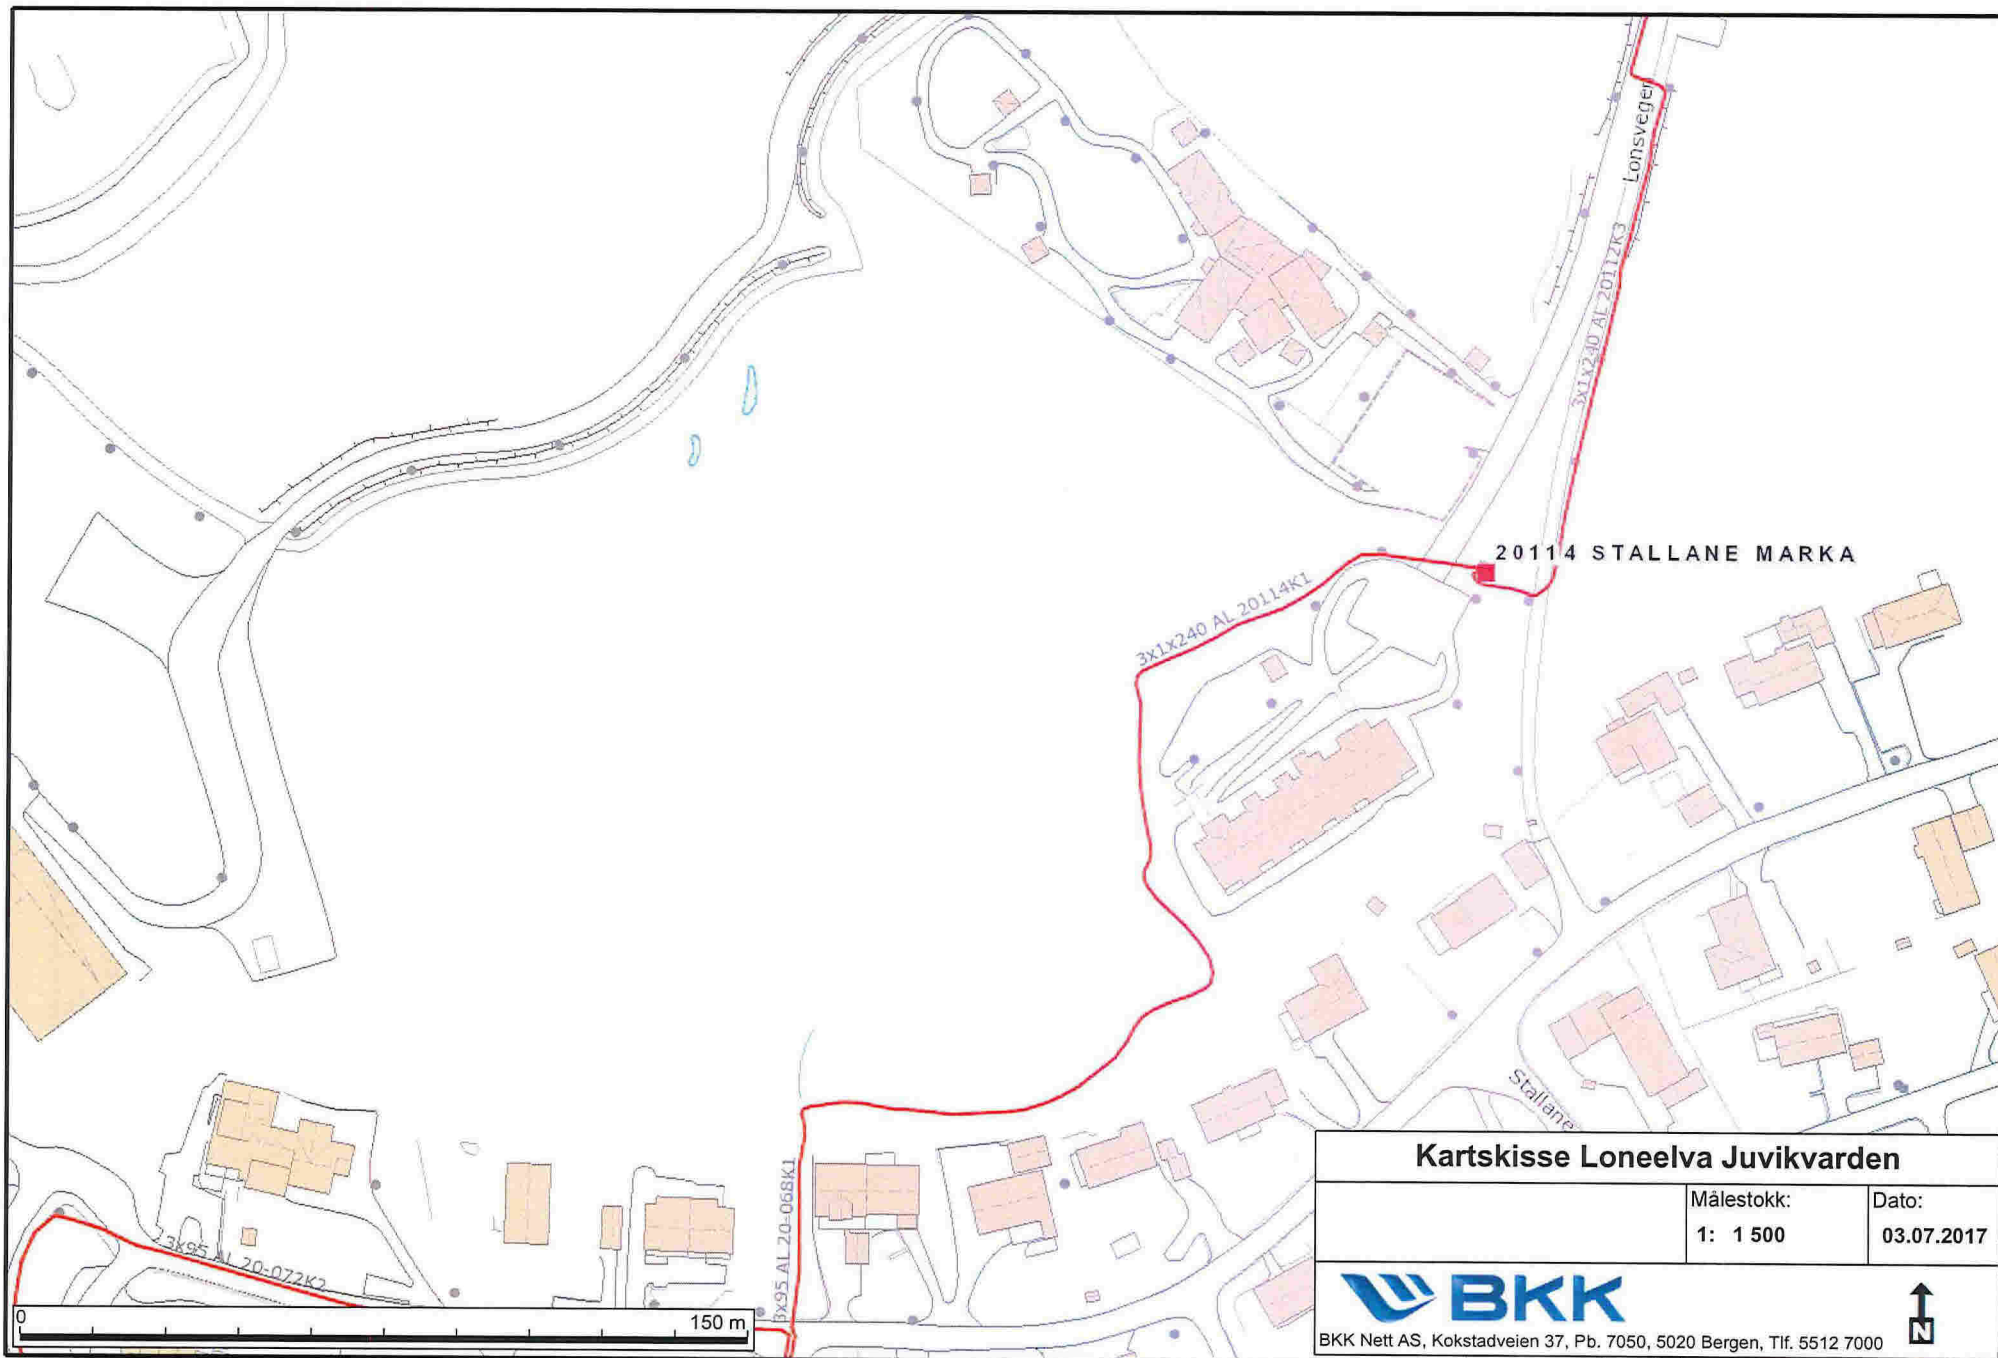 Lonsvegen
3x1x240 AL 20112K3
20114 STALLANE MARKA
3x1x240 AL 20114K1
Stallane
3x95 AL 20-068K1
3x95 AL 20-072K2
0
150 m
Kartskisse Loneelva Juvikvarden
Målestokk:
1: 1 500
Dato:
03.07.2017
BKK
BKK Nett AS, Kokstadveien 37, Pb. 7050, 5020 Bergen, Tlf. 5512 7000
N